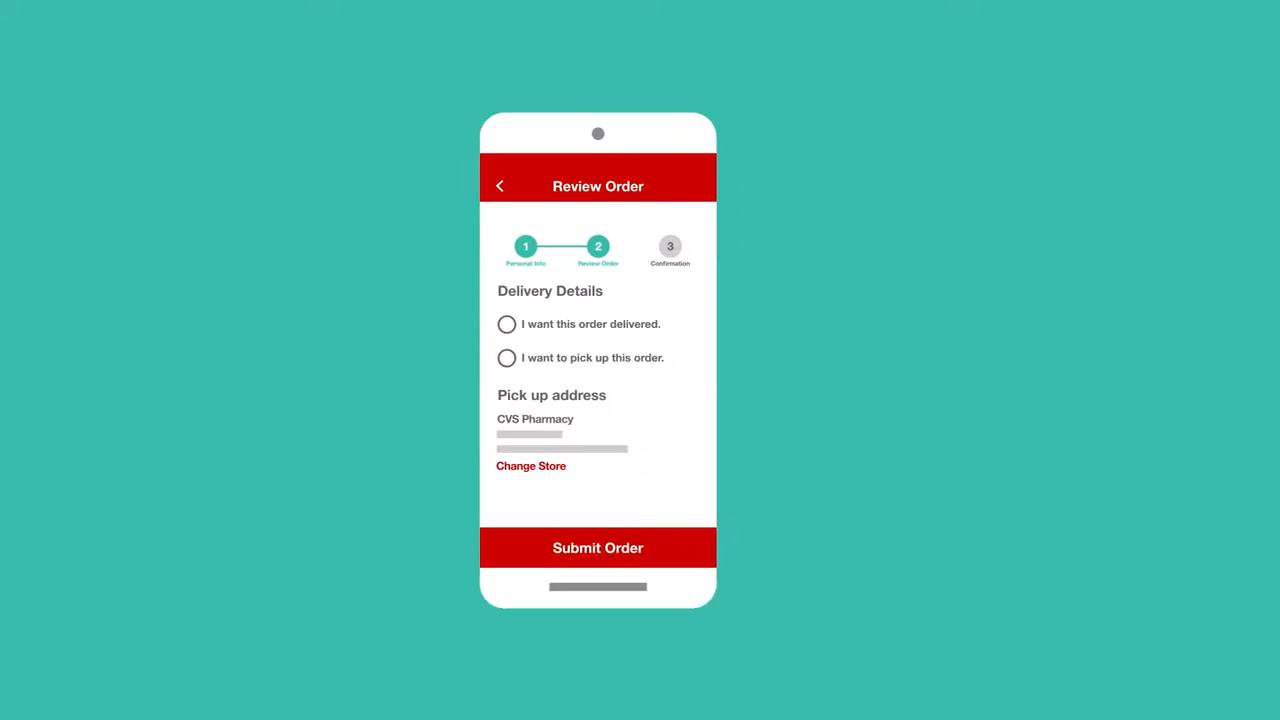 Review Order
1 2 3
Personal Info Review Order Confirmation
Delivery Details
I want this order delivered.
I want to pick up this order.
Pick up address
CVS Pharmacy
Change Store
Submit Order